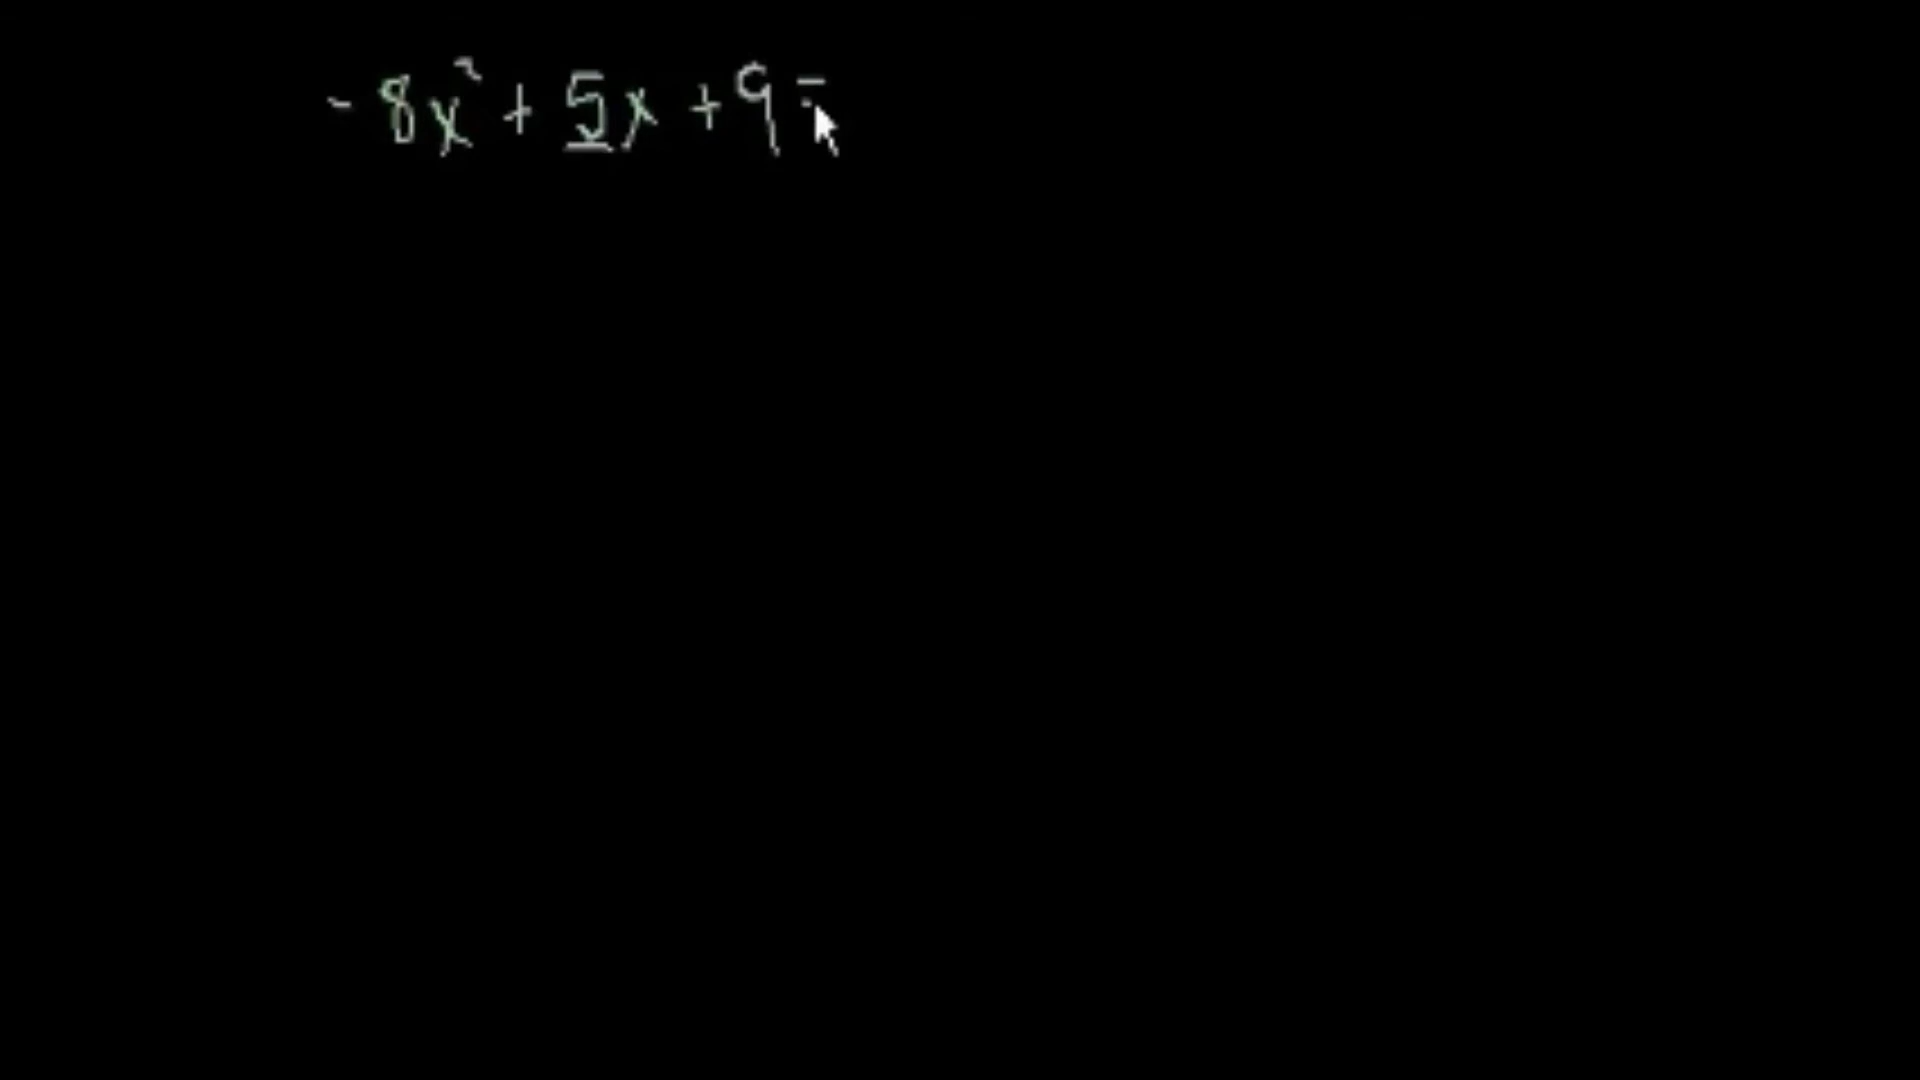 -8x² + 5x + 9 =